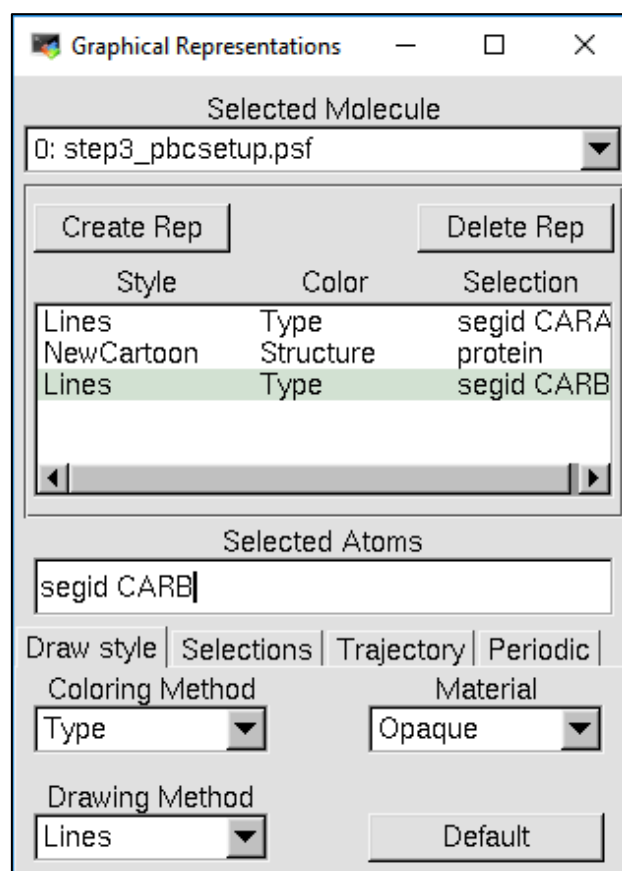 Graphical Representations
Selected Molecule
0: step3_pbcsetup.psf
Create Rep Delete Rep
Style Color Selection
Lines Type segid CARA
NewCartoon Structure protein
Lines Type segid CARB
Selected Atoms
segid CARB
Draw style Selections Trajectory Periodic
Coloring Method Material
Type Opaque
Drawing Method
Lines Default